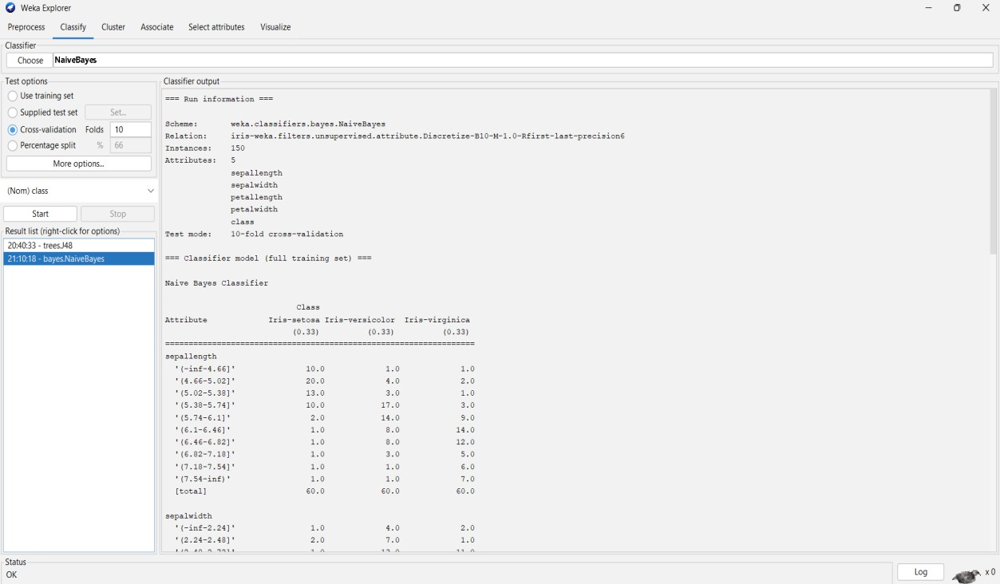 Weka Explorer
Preprocess Classify Cluster Associate Select attributes Visualize
Classifier
Choose NaiveBayes
Test options
Use training set
Supplied test set Set...
Cross-validation Folds 10
Percentage split % 66
More options...
(Nom) class
Start Stop
Result list (right-click for options)
20:40:33 - trees.J48
21:10:18 - bayes.NaiveBayes
Classifier output
=== Run information ===
Scheme: weka.classifiers.bayes.NaiveBayes
Relation: iris-weka.filters.unsupervised.attribute.Discretize-B10-M-1.0-Rfirst-last-precision6
Instances: 150
Attributes: 5
sepallength
sepalwidth
petallength
petalwidth
class
Test mode: 10-fold cross-validation
=== Classifier model (full training set) ===
Naive Bayes Classifier
Class
Attribute Iris-setosa Iris-versicolor Iris-virginica
(0.33) (0.33) (0.33)
==================================================================
sepallength
'(-inf-4.66]' 10.0 1.0 1.0
'(4.66-5.02]' 20.0 4.0 2.0
'(5.02-5.38]' 13.0 3.0 1.0
'(5.38-5.74]' 10.0 17.0 3.0
'(5.74-6.1]' 2.0 14.0 9.0
'(6.1-6.46]' 1.0 8.0 14.0
'(6.46-6.82]' 1.0 8.0 12.0
'(6.82-7.18]' 1.0 3.0 5.0
'(7.18-7.54]' 1.0 1.0 6.0
'(7.54-inf)' 1.0 1.0 7.0
[total] 60.0 60.0 60.0
sepalwidth
'(-inf-2.24]' 1.0 4.0 2.0
'(2.24-2.48]' 2.0 7.0 1.0
Status
OK
Log x 0